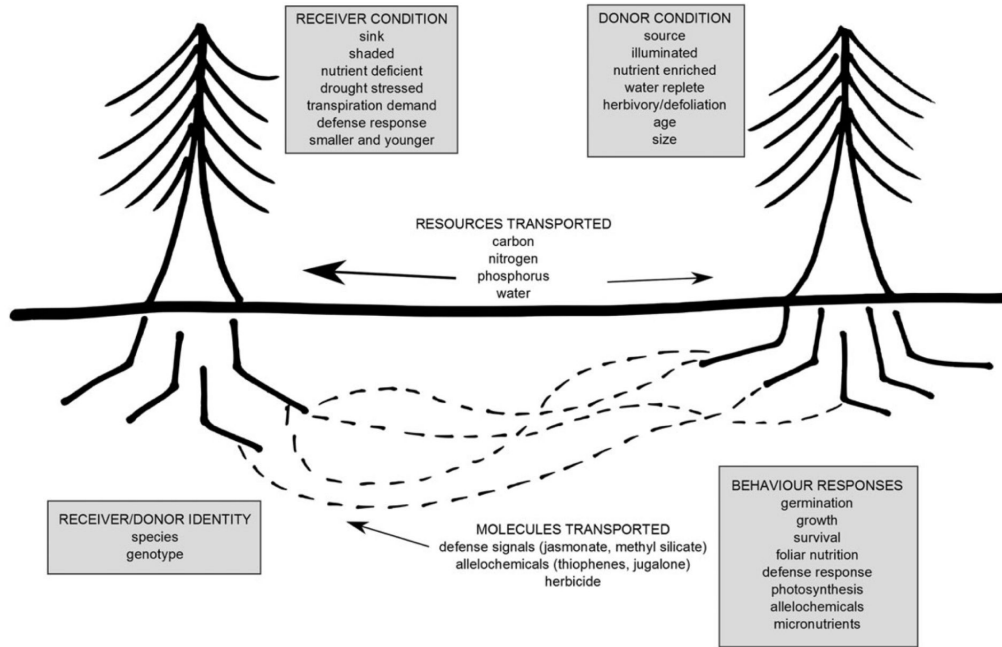 RECEIVER CONDITION
sink
shaded
nutrient deficient
drought stressed
transpiration demand
defense response
smaller and younger
DONOR CONDITION
source
illuminated
nutrient enriched
water replete
herbivory/defoliation
age
size
RESOURCES TRANSPORTED
carbon
nitrogen
phosphorus
water
RECEIVER/DONOR IDENTITY
species
genotype
MOLECULES TRANSPORTED
defense signals (jasmonate, methyl silicate)
allelochemicals (thiophenes, jugalone)
herbicide
BEHAVIOUR RESPONSES
germination
growth
survival
foliar nutrition
defense response
photosynthesis
allelochemicals
micronutrients